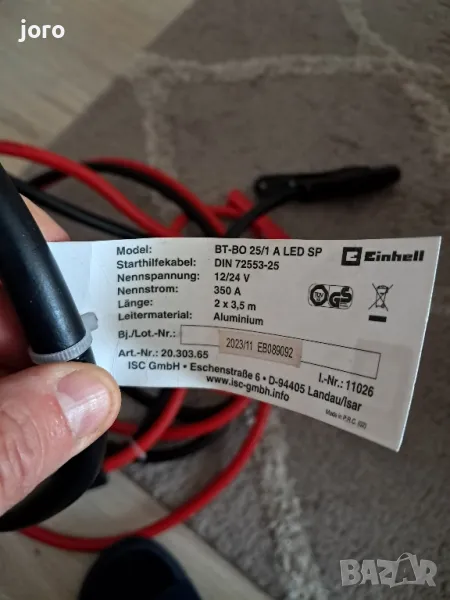 joro
Model: BT-BO 25/1 A LED SP
Einhell
Starthilfekabel: DIN 72553-25
Nennspannung: 12/24 V
Nennstrom: 350 A
Länge: 2 x 3,5 m
Leitermaterial: Aluminium
GS
Bj./Lot.-Nr.: 2023/11 EB089092
Art.-Nr.: 20.303.65 I.-Nr.: 11026
ISC GmbH • Eschenstraße 6 • D-94405 Landau/Isar
www.isc-gmbh.info
Made in P.R.C.
bazar